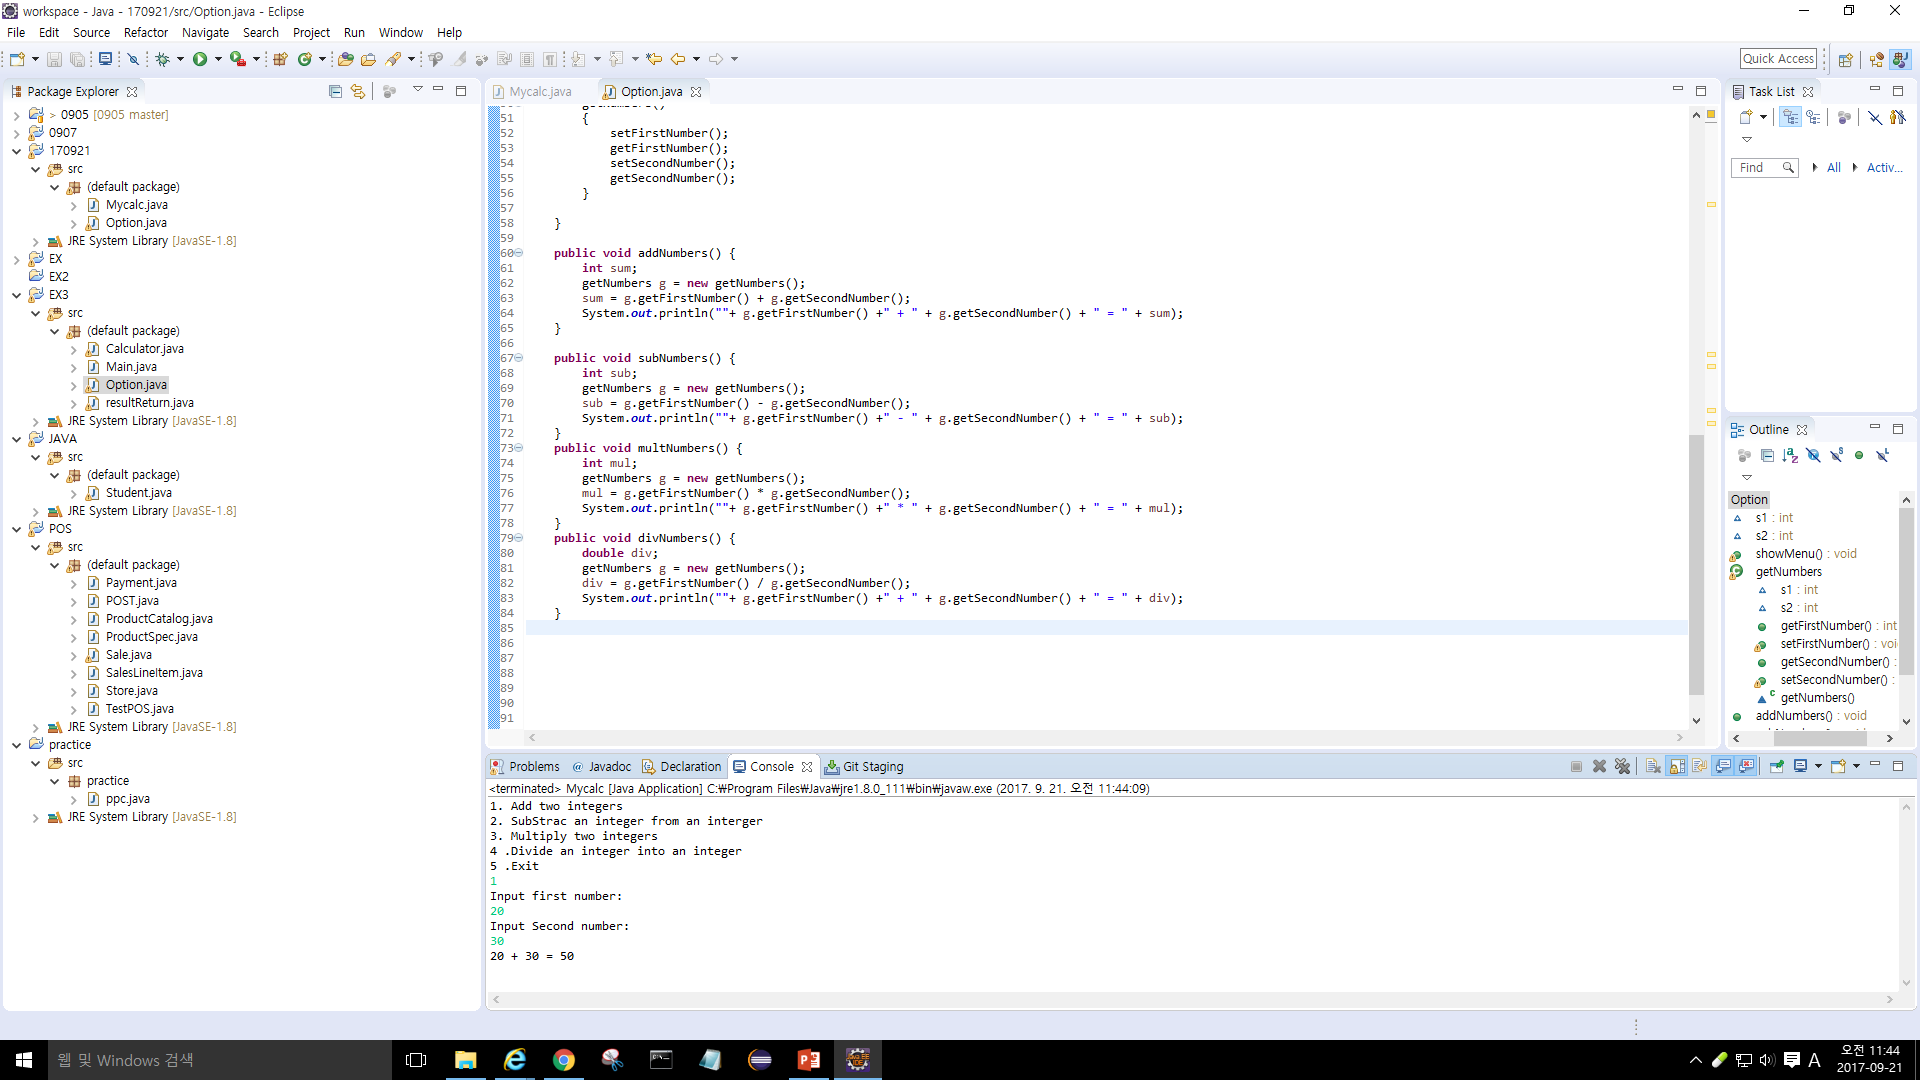 workspace - Java - 170921/src/Option.java - Eclipse
File Edit Source Refactor Navigate Search Project Run Window Help
Quick Access
Package Explorer
> 0905 [0905 master]
0907
170921
src
(default package)
Mycalc.java
Option.java
JRE System Library [JavaSE-1.8]
EX
EX2
EX3
src
(default package)
Calculator.java
Main.java
Option.java
resultReturn.java
JRE System Library [JavaSE-1.8]
JAVA
src
(default package)
Student.java
JRE System Library [JavaSE-1.8]
POS
src
(default package)
Payment.java
POST.java
ProductCatalog.java
ProductSpec.java
Sale.java
SalesLineItem.java
Store.java
TestPOS.java
JRE System Library [JavaSE-1.8]
practice
src
practice
ppc.java
JRE System Library [JavaSE-1.8]
Mycalc.java Option.java
51 {
52 setFirstNumber();
53 getFirstNumber();
54 setSecondNumber();
55 getSecondNumber();
56 }
57
58 }
59
60 public void addNumbers() {
61 int sum;
62 getNumbers g = new getNumbers();
63 sum = g.getFirstNumber() + g.getSecondNumber();
64 System.out.println(""+ g.getFirstNumber() +" + " + g.getSecondNumber() + " = " + sum);
65 }
66
67 public void subNumbers() {
68 int sub;
69 getNumbers g = new getNumbers();
70 sub = g.getFirstNumber() - g.getSecondNumber();
71 System.out.println(""+ g.getFirstNumber() +" - " + g.getSecondNumber() + " = " + sub);
72 }
73 public void multNumbers() {
74 int mul;
75 getNumbers g = new getNumbers();
76 mul = g.getFirstNumber() * g.getSecondNumber();
77 System.out.println(""+ g.getFirstNumber() +" * " + g.getSecondNumber() + " = " + mul);
78 }
79 public void divNumbers() {
80 double div;
81 getNumbers g = new getNumbers();
82 div = g.getFirstNumber() / g.getSecondNumber();
83 System.out.println(""+ g.getFirstNumber() +" + " + g.getSecondNumber() + " = " + div);
84 }
85
86
87
88
89
90
91
Task List
Find All Activ...
Outline
Option
s1 : int
s2 : int
showMenu() : void
getNumbers
s1 : int
s2 : int
getFirstNumber() : int
setFirstNumber() : voi
getSecondNumber() :
setSecondNumber() :
getNumbers()
addNumbers() : void
Problems @ Javadoc Declaration Console Git Staging
<terminated> Mycalc [Java Application] C:₩Program Files₩Java₩jre1.8.0_111₩bin₩javaw.exe (2017. 9. 21. 오전 11:44:09)
1. Add two integers
2. SubStrac an integer from an interger
3. Multiply two integers
4 .Divide an integer into an integer
5 .Exit
1
Input first number:
20
Input Second number:
30
20 + 30 = 50
웹 및 Windows 검색
A
오전 11:44
2017-09-21